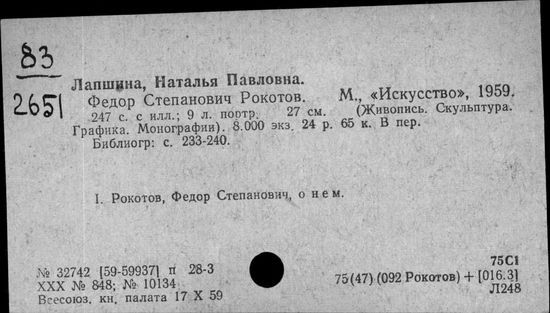 83
2651
Лапшина, Наталья Павловна.
Федор Степанович Рокотов. М., «Искусство», 1959.
247 с. с илл.; 9 л. портр. 27 см. (Живопись. Скульптура.
Графика. Монографии). 8.000 экз. 24 р. 65 к. В пер.
Библиогр: с. 233-240.
I. Рокотов, Федор Степанович, о нем.
№ 32742 [59-59937] п 28-3
XXX № 848; № 10134
Всесоюз. кн. палата 17 X 59
75С1
75(47) (092 Рокотов) + [016.3]
Л248